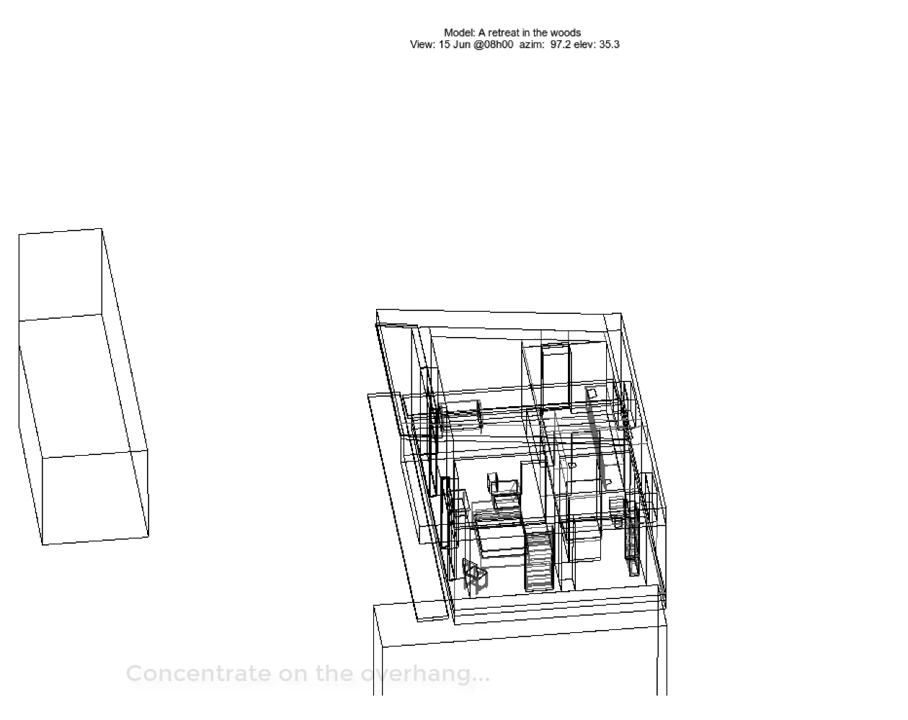 Model: A retreat in the woods
View: 15 Jun @08h00 azim: 97.2 elev: 35.3
Concentrate on the overhang...